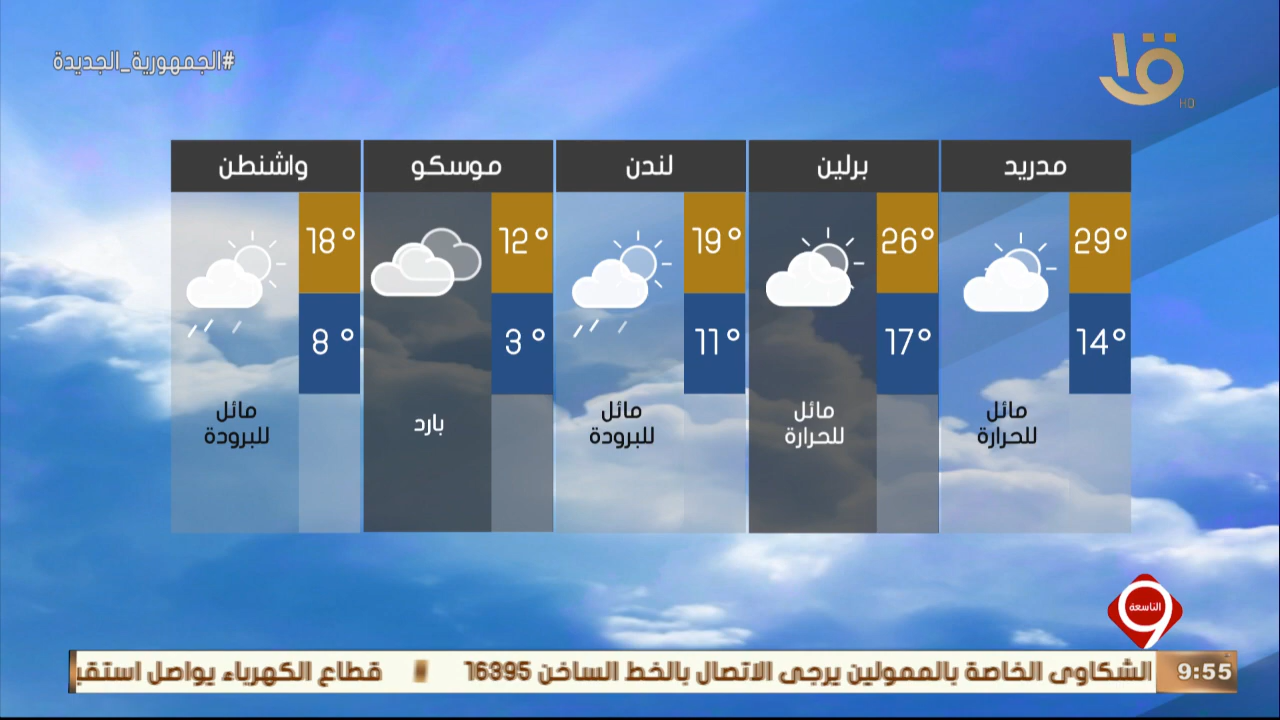 #الجمهورية_الجديدة
HD
مدريد
29°
14°
مائل
للحرارة
برلين
26°
17°
مائل
للحرارة
لندن
19°
11°
مائل
للبرودة
موسكو
12°
3°
بارد
واشنطن
18°
8°
مائل
للبرودة
التاسعة
9
9:55
الشكاوى الخاصة بالممولين يرجى الاتصال بالخط الساخن 16395 قطاع الكهرباء يواصل استقب